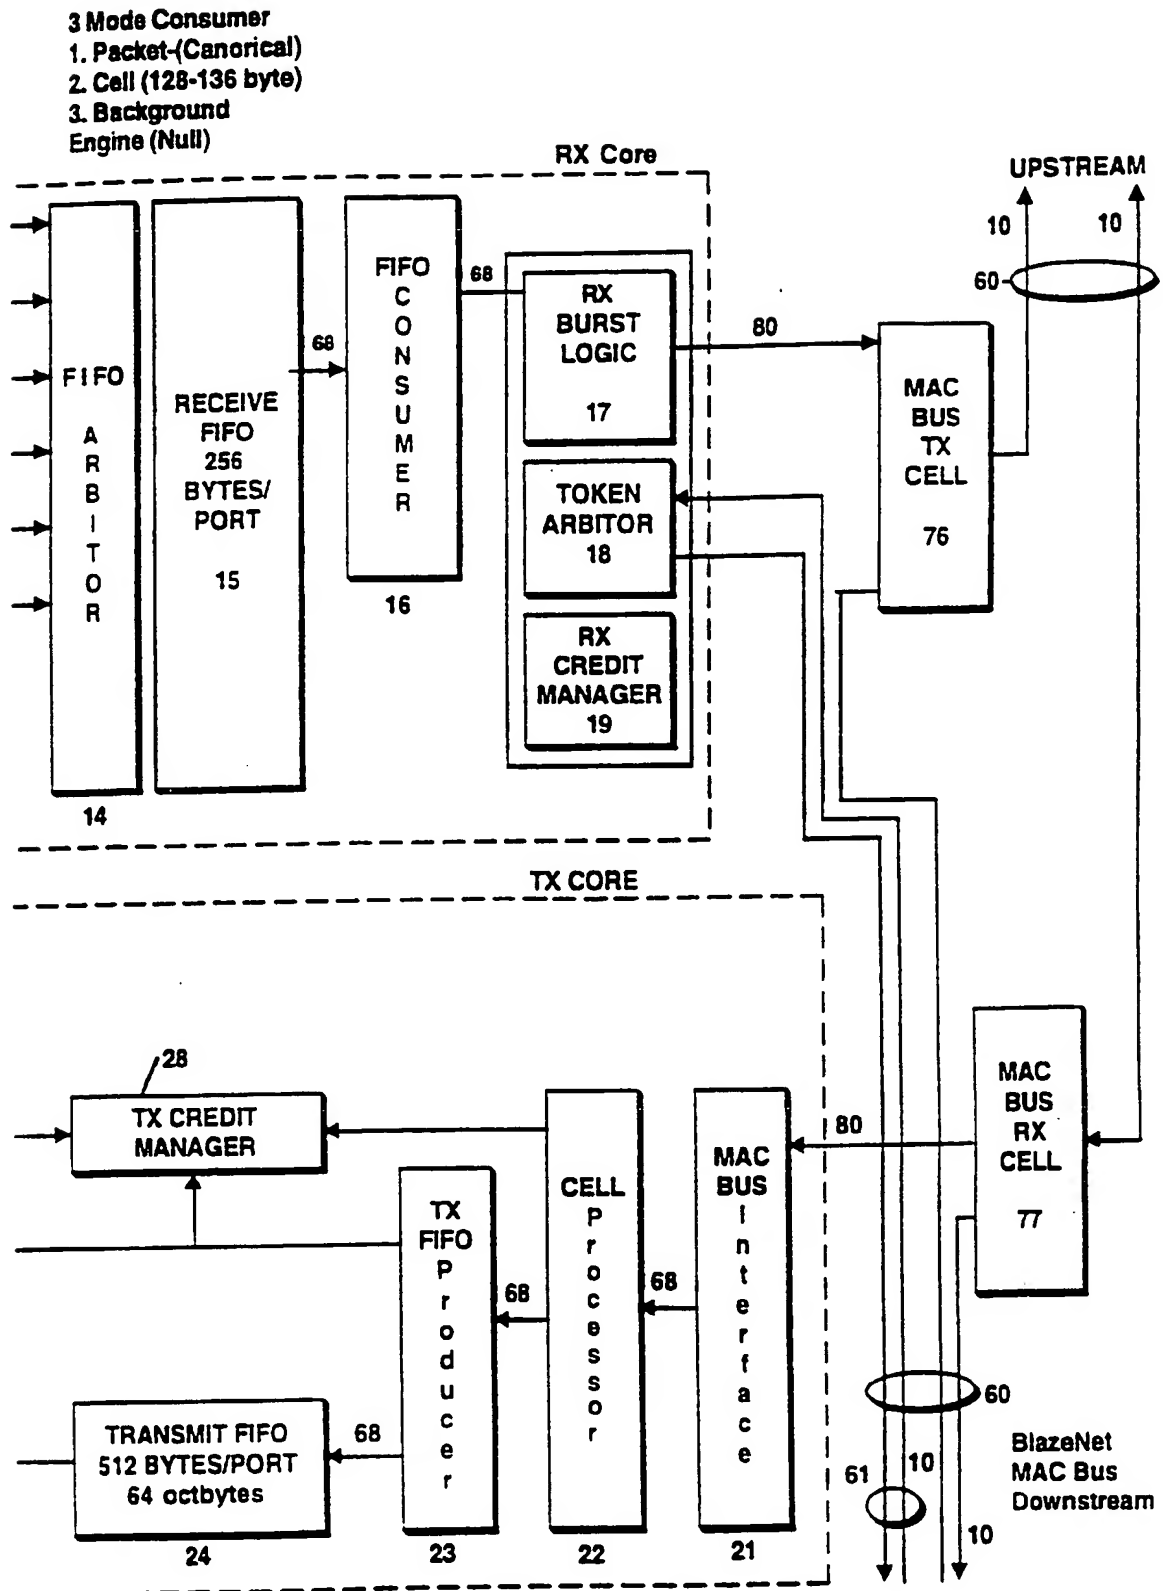 3 Mode Consumer
1. Packet-(Canorical)
2. Cell (128-136 byte)
3. Background
Engine (Null)
RX Core
UPSTREAM
10
10
60
FIFO
ARBITOR
14
RECEIVE
FIFO
256
BYTES/
PORT
15
68
FIFO
CONSUMER
16
68
RX
BURST
LOGIC
17
TOKEN
ARBITOR
18
RX
CREDIT
MANAGER
19
80
MAC
BUS
TX
CELL
76
TX CORE
28
TX CREDIT
MANAGER
TRANSMIT FIFO
512 BYTES/PORT
64 octbytes
24
68
TX
FIFO
Producer
23
68
CELL
Processor
22
68
MAC
BUS
Interface
21
80
MAC
BUS
RX
CELL
77
60
61
10
10
BlazeNet
MAC Bus
Downstream